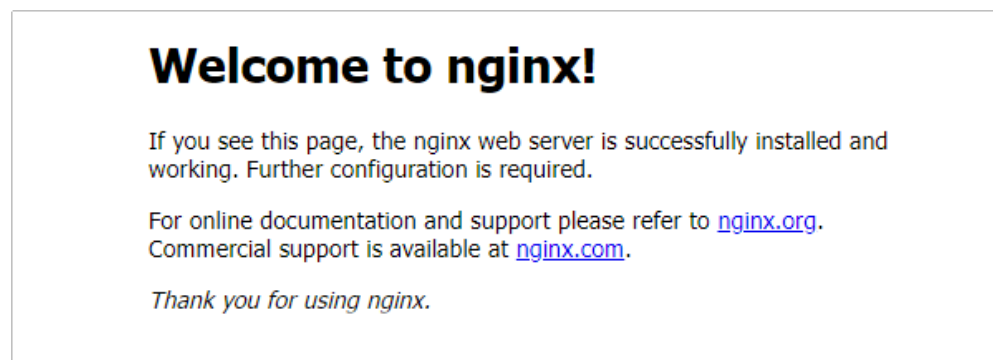 Welcome to nginx!
If you see this page, the nginx web server is successfully installed and
working. Further configuration is required.
For online documentation and support please refer to nginx.org.
Commercial support is available at nginx.com.
Thank you for using nginx.